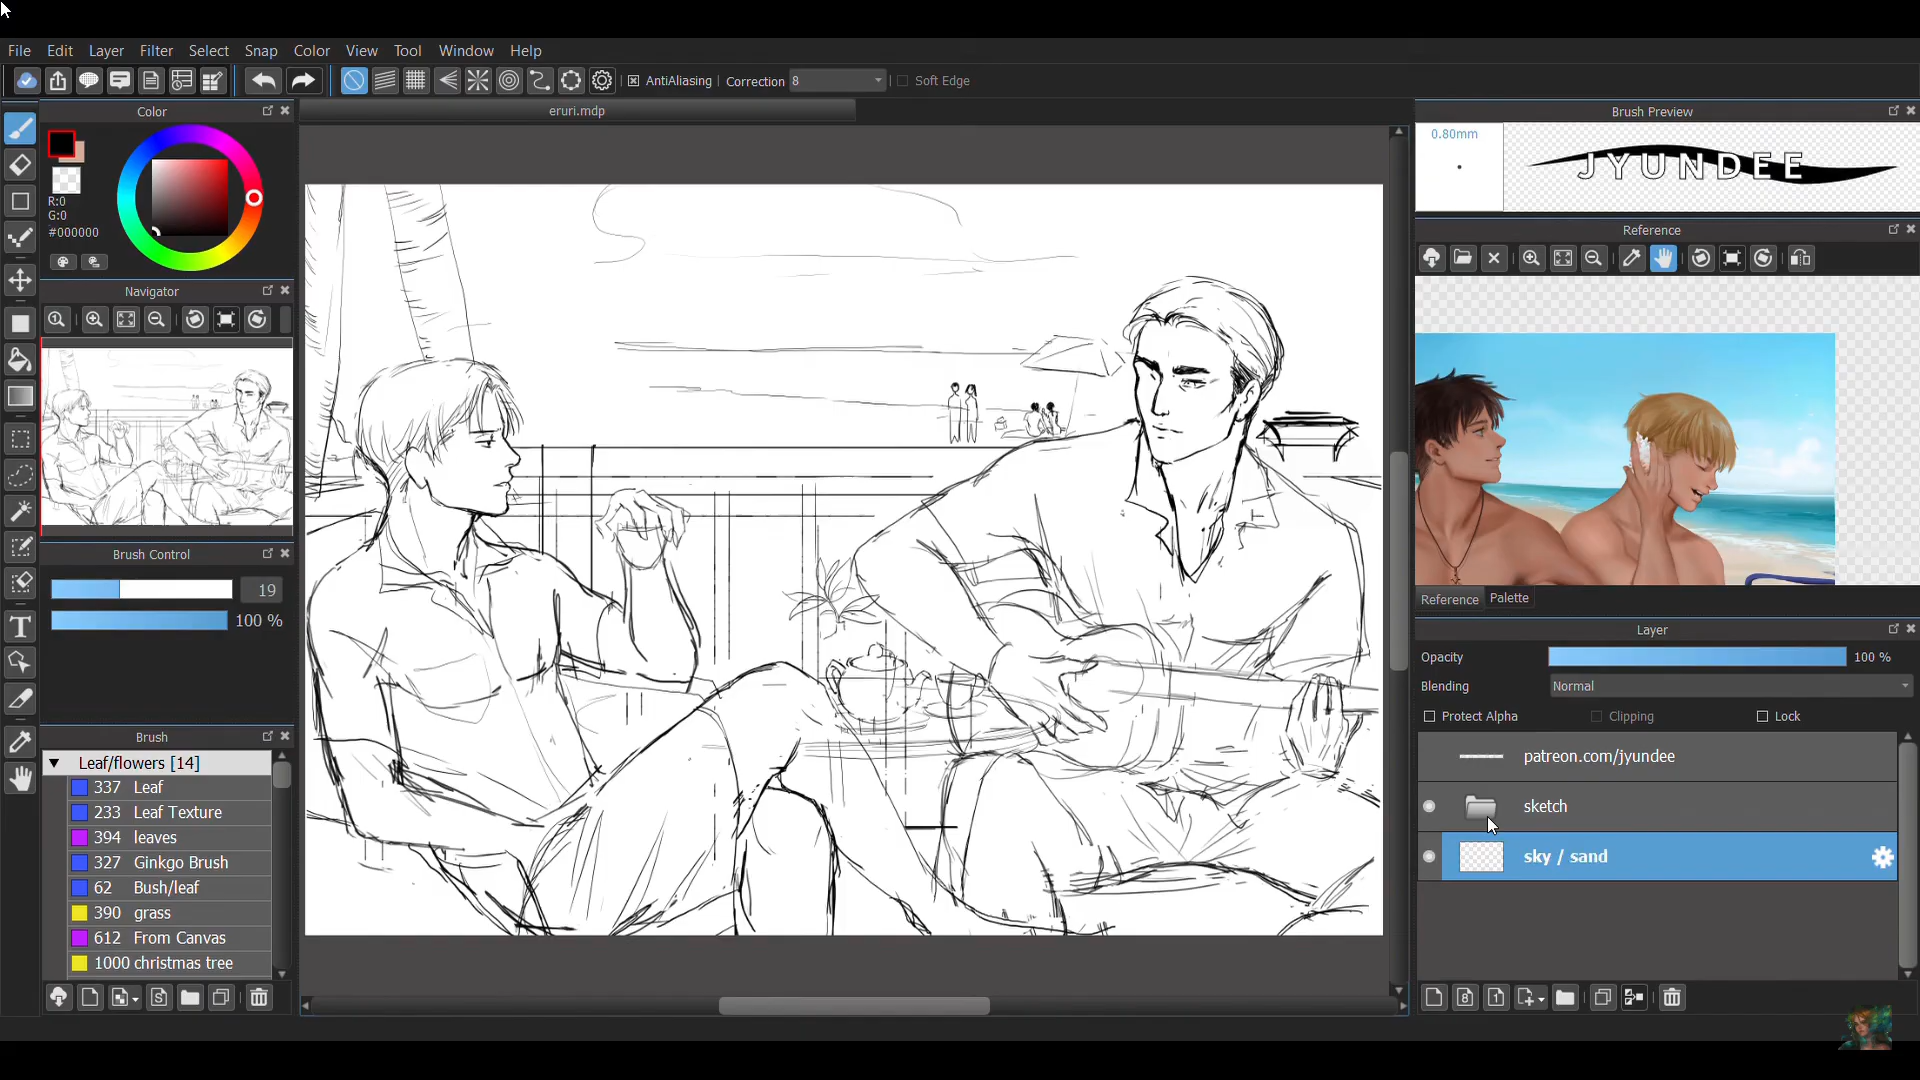 File Edit Layer Filter Select Snap Color View Tool Window Help
AntiAliasing Correction 8 Soft Edge
Color
eruri.mdp
Brush Preview
R:0
G:0
#000000
0.80mm
JYUNDEE
Reference
Navigator
Brush Control
19
100 %
Brush
Leaf/flowers [14]
337 Leaf
233 Leaf Texture
394 leaves
327 Ginkgo Brush
62 Bush/leaf
390 grass
612 From Canvas
1000 christmas tree
Reference Palette
Layer
Opacity 100 %
Blending Normal
Protect Alpha Clipping Lock
patreon.com/jyundee
sketch
sky / sand